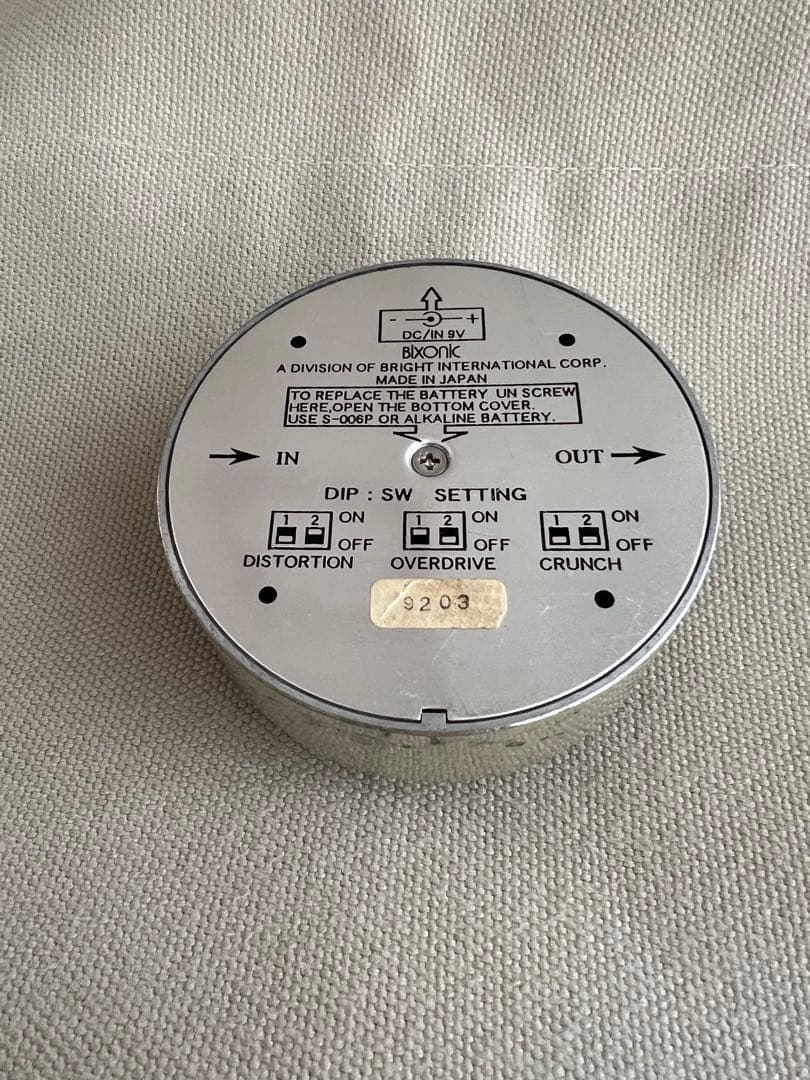 - +
DC/IN 9V
Bixonic
A DIVISION OF BRIGHT INTERNATIONAL CORP.
MADE IN JAPAN
TO REPLACE THE BATTERY UN SCREW
HERE,OPEN THE BOTTOM COVER.
USE S-006P OR ALKALINE BATTERY.
IN OUT
DIP : SW SETTING
1 2 ON 1 2 ON 1 2 ON
OFF OFF OFF
DISTORTION OVERDRIVE CRUNCH
9203